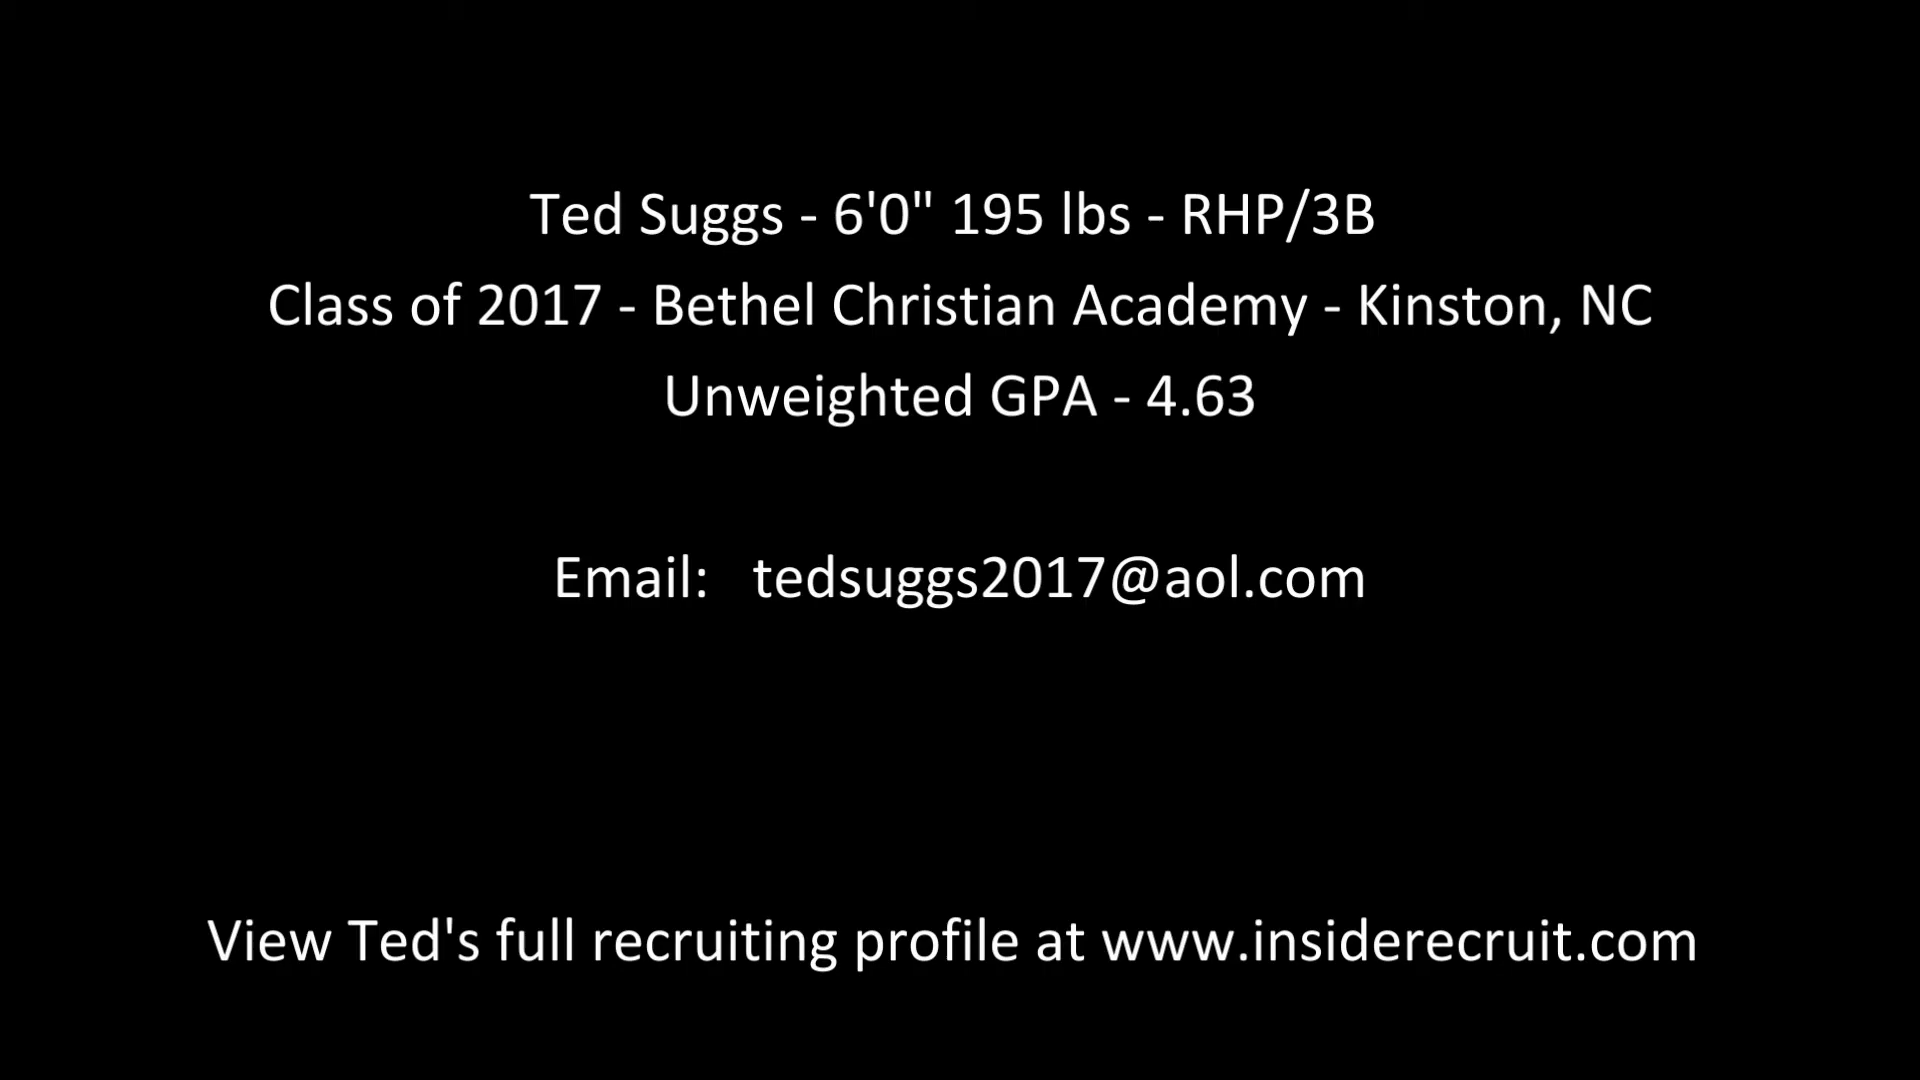 Ted Suggs - 6'0" 195 lbs - RHP/3B
Class of 2017 - Bethel Christian Academy - Kinston, NC
Unweighted GPA - 4.63
Email:   tedsuggs2017@aol.com
View Ted's full recruiting profile at www.insiderecruit.com